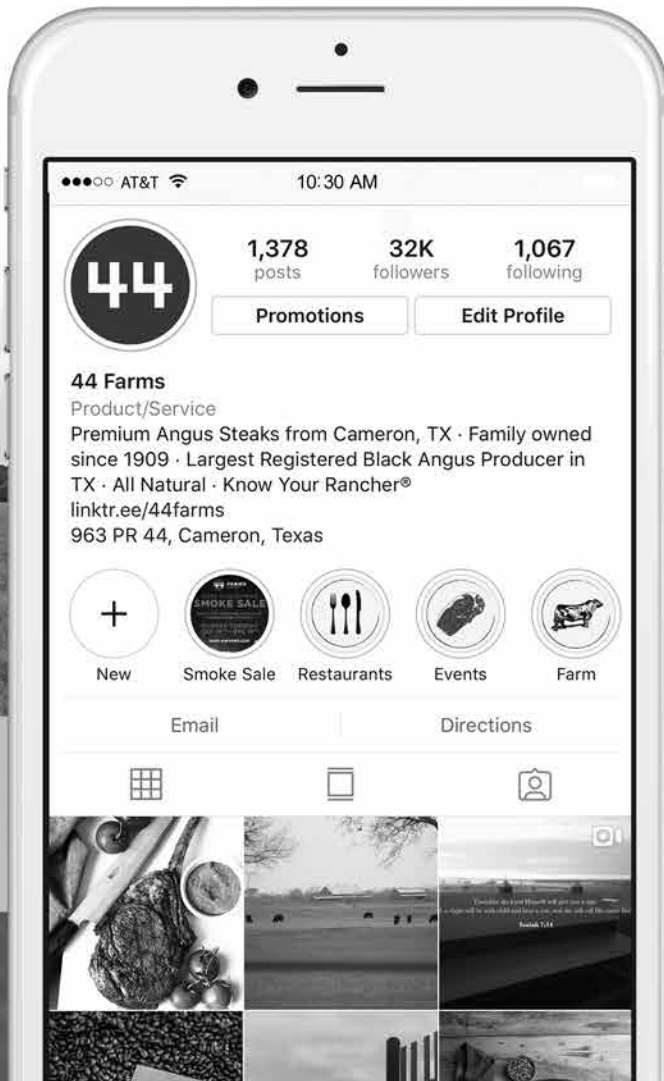 AT&T 10:30 AM
44
1,378 32K 1,067
posts followers following
Promotions Edit Profile
44 Farms
Product/Service
Premium Angus Steaks from Cameron, TX · Family owned
since 1909 · Largest Registered Black Angus Producer in
TX · All Natural · Know Your Rancher®
linktr.ee/44farms
963 PR 44, Cameron, Texas
FARMS
SMOKE SALE
New Smoke Sale Restaurants Events Farm
Email Directions
Isaiah 7:14